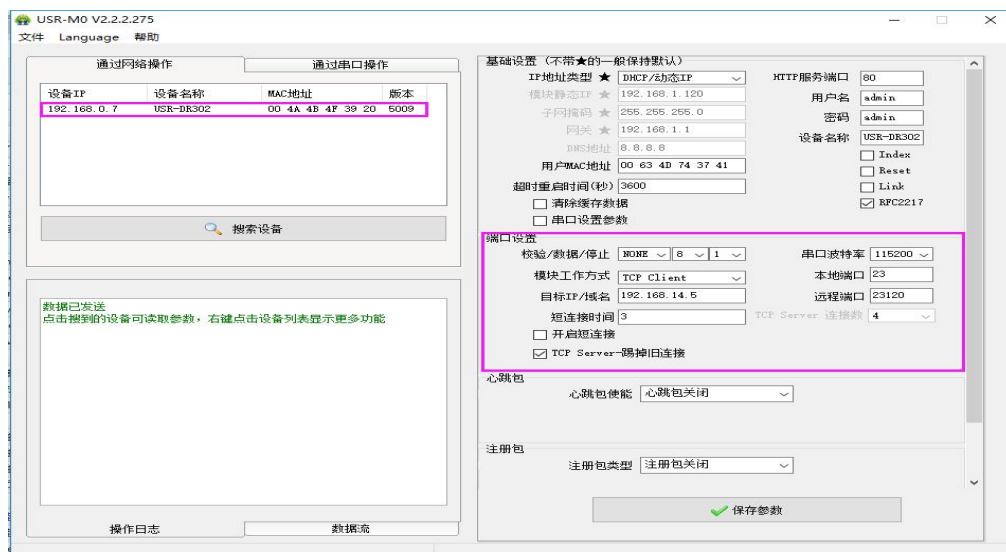 USR-M0 V2.2.2.275
文件 Language 帮助
通过网络操作 通过串口操作
设备IP 设备名称 MAC地址 版本
192.168.0.7 USR-DR302 00 4A 4B 4F 39 20 5009
搜索设备
数据已发送
点击搜到的设备可读取参数，右键点击设备列表显示更多功能
操作日志 数据流
基础设置（不带★的一般保持默认）
IP地址类型 ★ DHCP/动态IP
模块静态IP ★ 192.168.1.120
子网掩码 ★ 255.255.255.0
网关 ★ 192.168.1.1
DNS地址 8.8.8.8
用户MAC地址 00 63 4D 74 37 41
超时重启时间(秒) 3600
清除缓存数据
串口设置参数
HTTP服务端口 80
用户名 admin
密码 admin
设备名称 USR-DR302
Index
Reset
Link
RFC2217
端口设置
校验/数据/停止 NONE 8 1 串口波特率 115200
模块工作方式 TCP Client 本地端口 23
目标IP/域名 192.168.14.5 远程端口 23120
短连接时间 3 TCP Server 连接数 4
开启短连接
TCP Server-踢掉旧连接
心跳包
心跳包使能 心跳包关闭
注册包
注册包类型 注册包关闭
保存参数